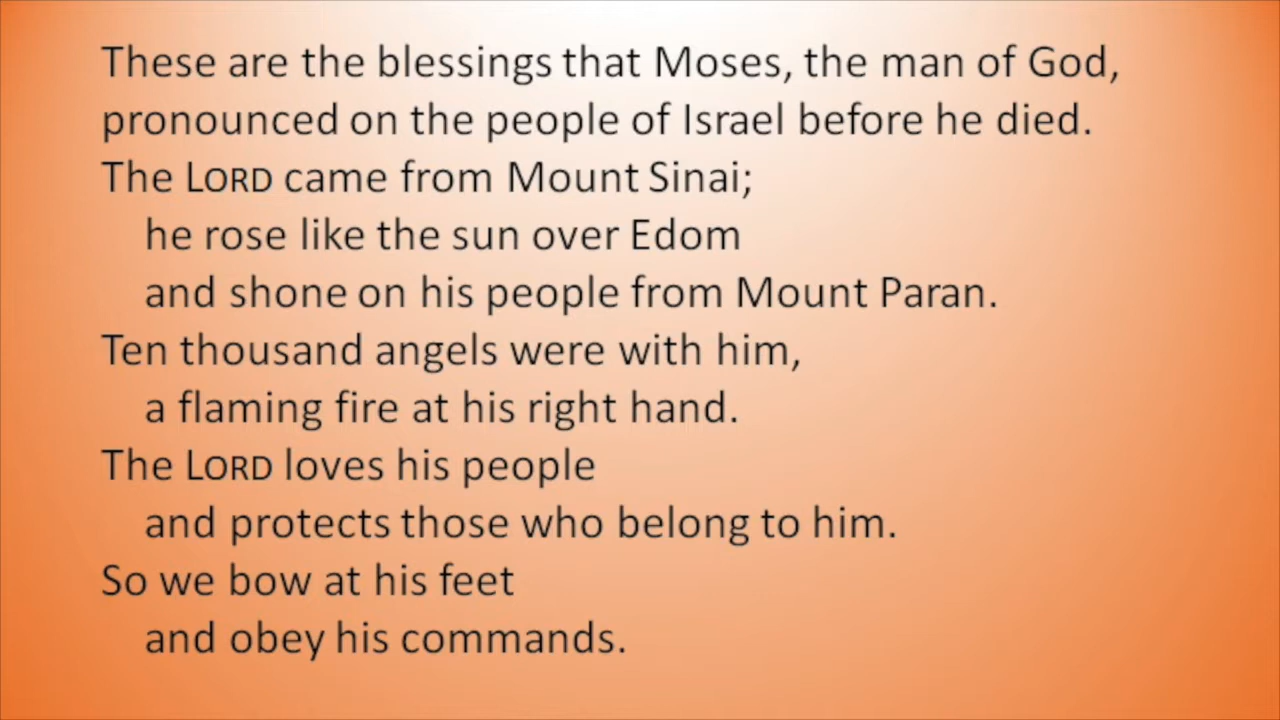 These are the blessings that Moses, the man of God,
pronounced on the people of Israel before he died.
The LORD came from Mount Sinai;
he rose like the sun over Edom
and shone on his people from Mount Paran.
Ten thousand angels were with him,
a flaming fire at his right hand.
The LORD loves his people
and protects those who belong to him.
So we bow at his feet
and obey his commands.